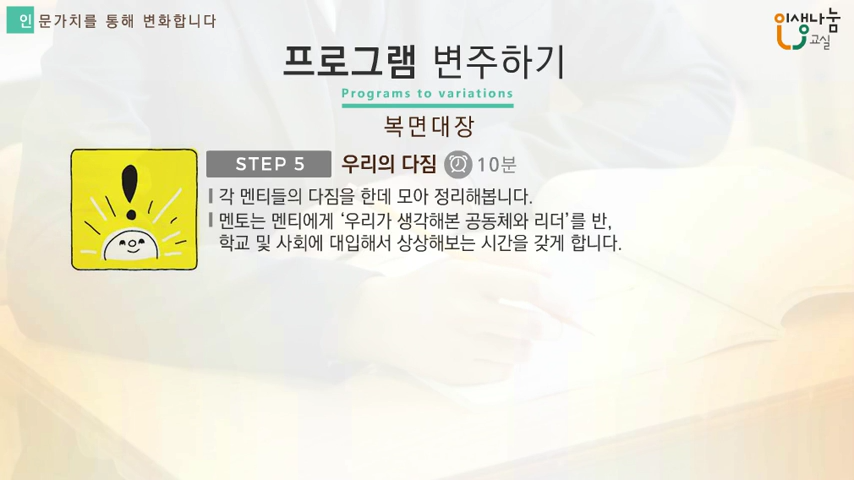 인문가치를 통해 변화합니다
인생나눔
교실
프로그램 변주하기
Programs to variations
복면대장
STEP 5 우리의 다짐 10분
각 멘티들의 다짐을 한데 모아 정리해봅니다.
멘토는 멘티에게 ‘우리가 생각해본 공동체와 리더’를 반,
학교 및 사회에 대입해서 상상해보는 시간을 갖게 합니다.